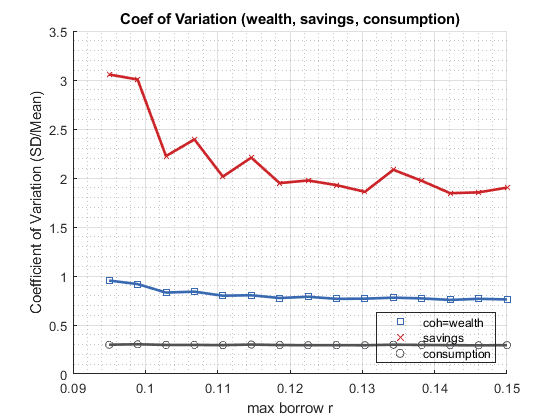 Coef of Variation (wealth, savings, consumption)
Coefficient of Variation (SD/Mean)
3.5
3
2.5
2
1.5
1
0.5
0
coh=wealth
savings
consumption
0.09
0.1
0.11
0.12
0.13
0.14
0.15
max borrow r